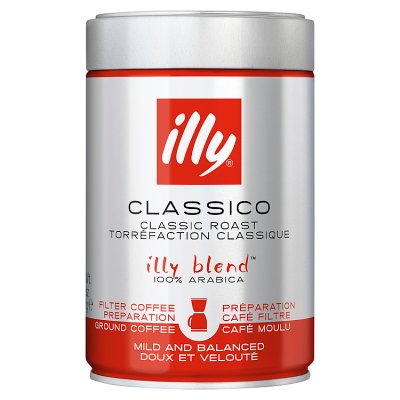 illy®
CLASSICO
CLASSIC ROAST
TORRÉFACTION CLASSIQUE
illy blend™
100% ARABICA
FILTER COFFEE
PREPARATION
GROUND COFFEE
PRÉPARATION
CAFÉ FILTRE
CAFÉ MOULU
MILD AND BALANCED
DOUX ET VELOUTÉ